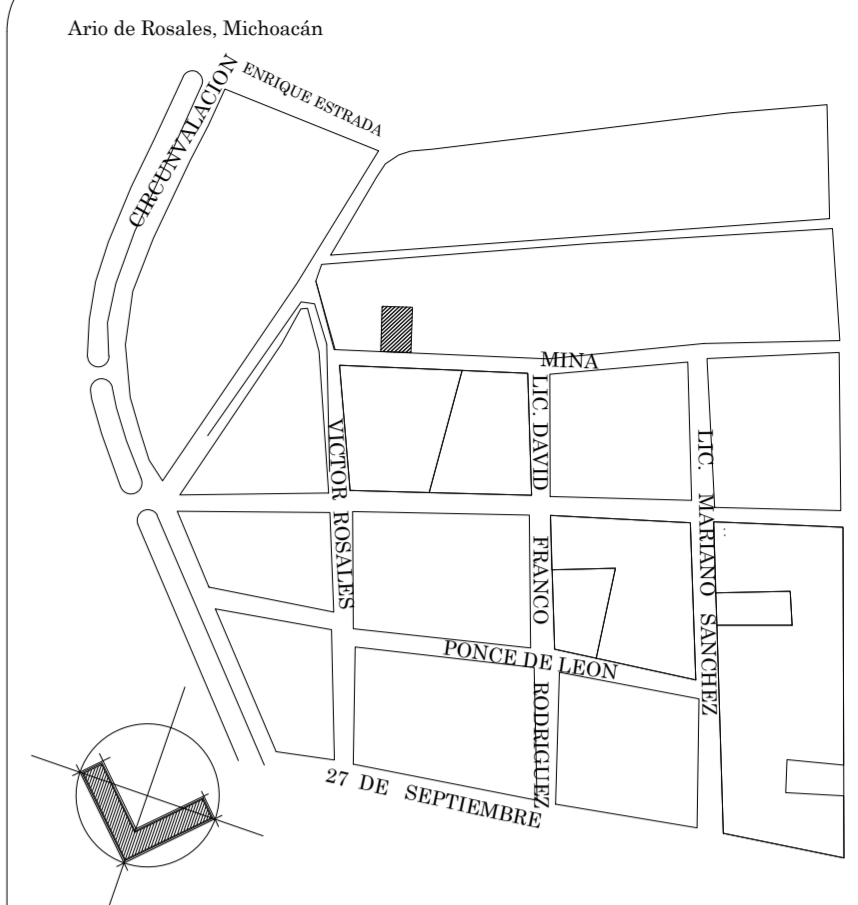 Ario de Rosales, Michoacán
CIRCUNVALACION
ENRIQUE ESTRADA
MINA
LIC. DAVID FRANCO RODRIGUEZ
VICTOR ROSALES
LIC. MARIANO SANCHEZ
PONCE DE LEON
27 DE SEPTIEMBRE